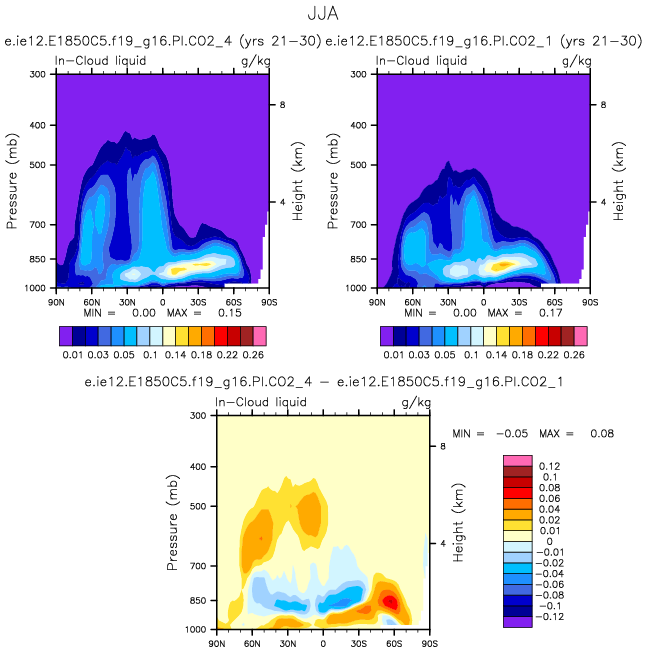 JJA
e.ie12.E1850C5.f19_g16.PI.CO2_4 (yrs 21-30) e.ie12.E1850C5.f19_g16.PI.CO2_1 (yrs 21-30)
In-Cloud liquid g/kg In-Cloud liquid g/kg
300 400 500 700 850 1000
Pressure (mb)
8 4
Height (km)
90N 60N 30N 0 30S 60S 90S
MIN = 0.00 MAX = 0.15
0.01 0.03 0.05 0.1 0.14 0.18 0.22 0.26
300 400 500 700 850 1000
Pressure (mb)
8 4
Height (km)
90N 60N 30N 0 30S 60S 90S
MIN = 0.00 MAX = 0.17
0.01 0.03 0.05 0.1 0.14 0.18 0.22 0.26
e.ie12.E1850C5.f19_g16.PI.CO2_4 - e.ie12.E1850C5.f19_g16.PI.CO2_1
In-Cloud liquid g/kg
300 400 500 700 850 1000
Pressure (mb)
8 4
Height (km)
90N 60N 30N 0 30S 60S 90S
MIN = -0.05 MAX = 0.08
0.12
0.1
0.08
0.06
0.04
0.02
0.01
0
-0.01
-0.02
-0.04
-0.06
-0.08
-0.1
-0.12